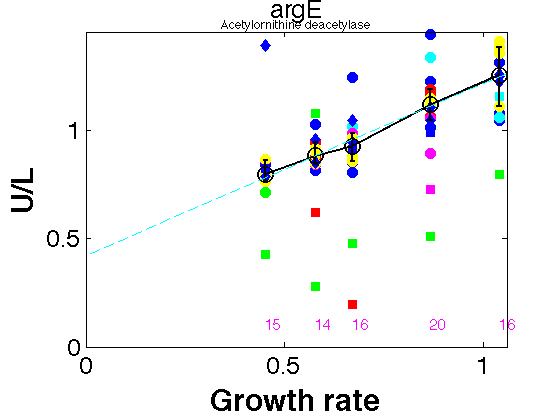 argE
Acetylornithine deacetylase
U/L
1
0.5
0
15 14 16 20 16
0 0.5 1
Growth rate